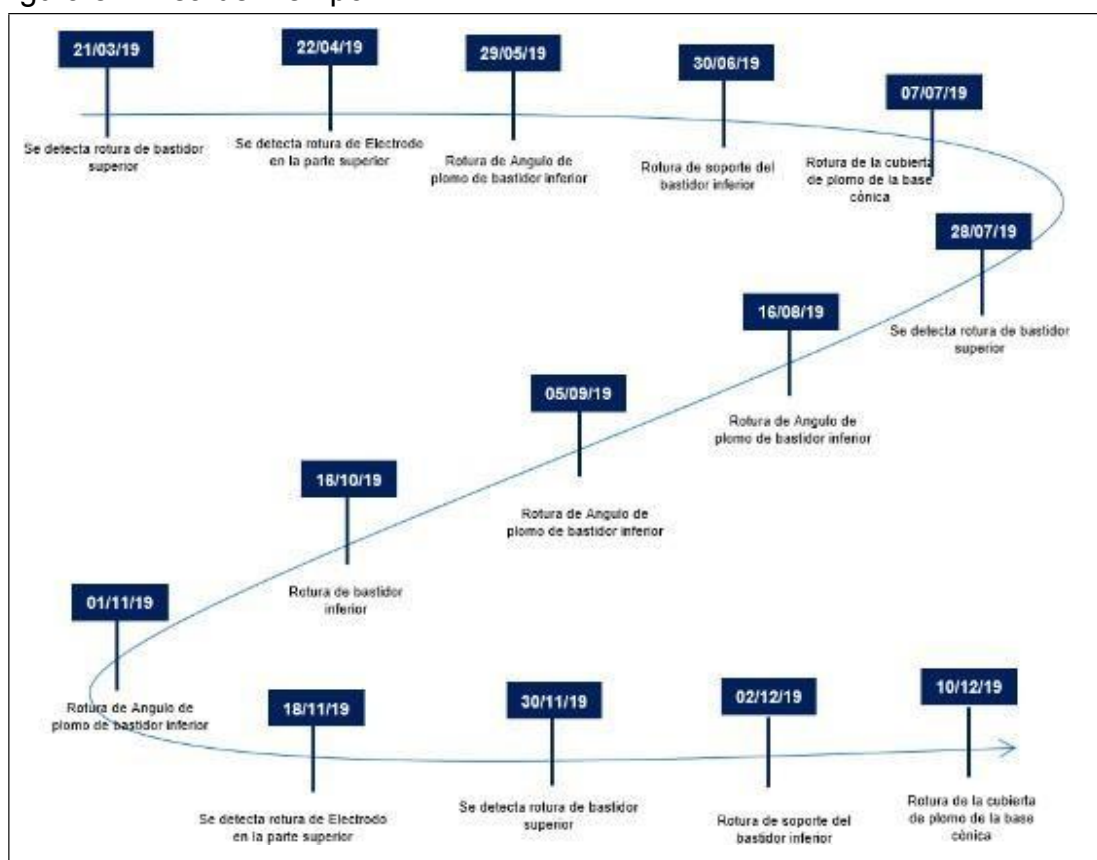 21/03/19
Se detecta rotura de bastidor
superior
22/04/19
Se detecta rotura de Electrodo
en la parte superior
29/05/19
Rotura de Angulo de
plomo de bastidor inferior
30/06/19
Rotura de soporte del
bastidor inferior
07/07/19
Rotura de la cubierta
de plomo de la base
cónica
28/07/19
Se detecta rotura de bastidor
superior
16/08/19
Rotura de Angulo de
plomo de bastidor inferior
05/09/19
Rotura de Angulo de
plomo de bastidor inferior
16/10/19
Rotura de bastidor
inferior
01/11/19
Rotura de Angulo de
plomo de bastidor inferior
18/11/19
Se detecta rotura de Electrodo
en la parte superior
30/11/19
Se detecta rotura de bastidor
superior
02/12/19
Rotura de soporte del
bastidor inferior
10/12/19
Rotura de la cubierta
de plomo de la base
cónica